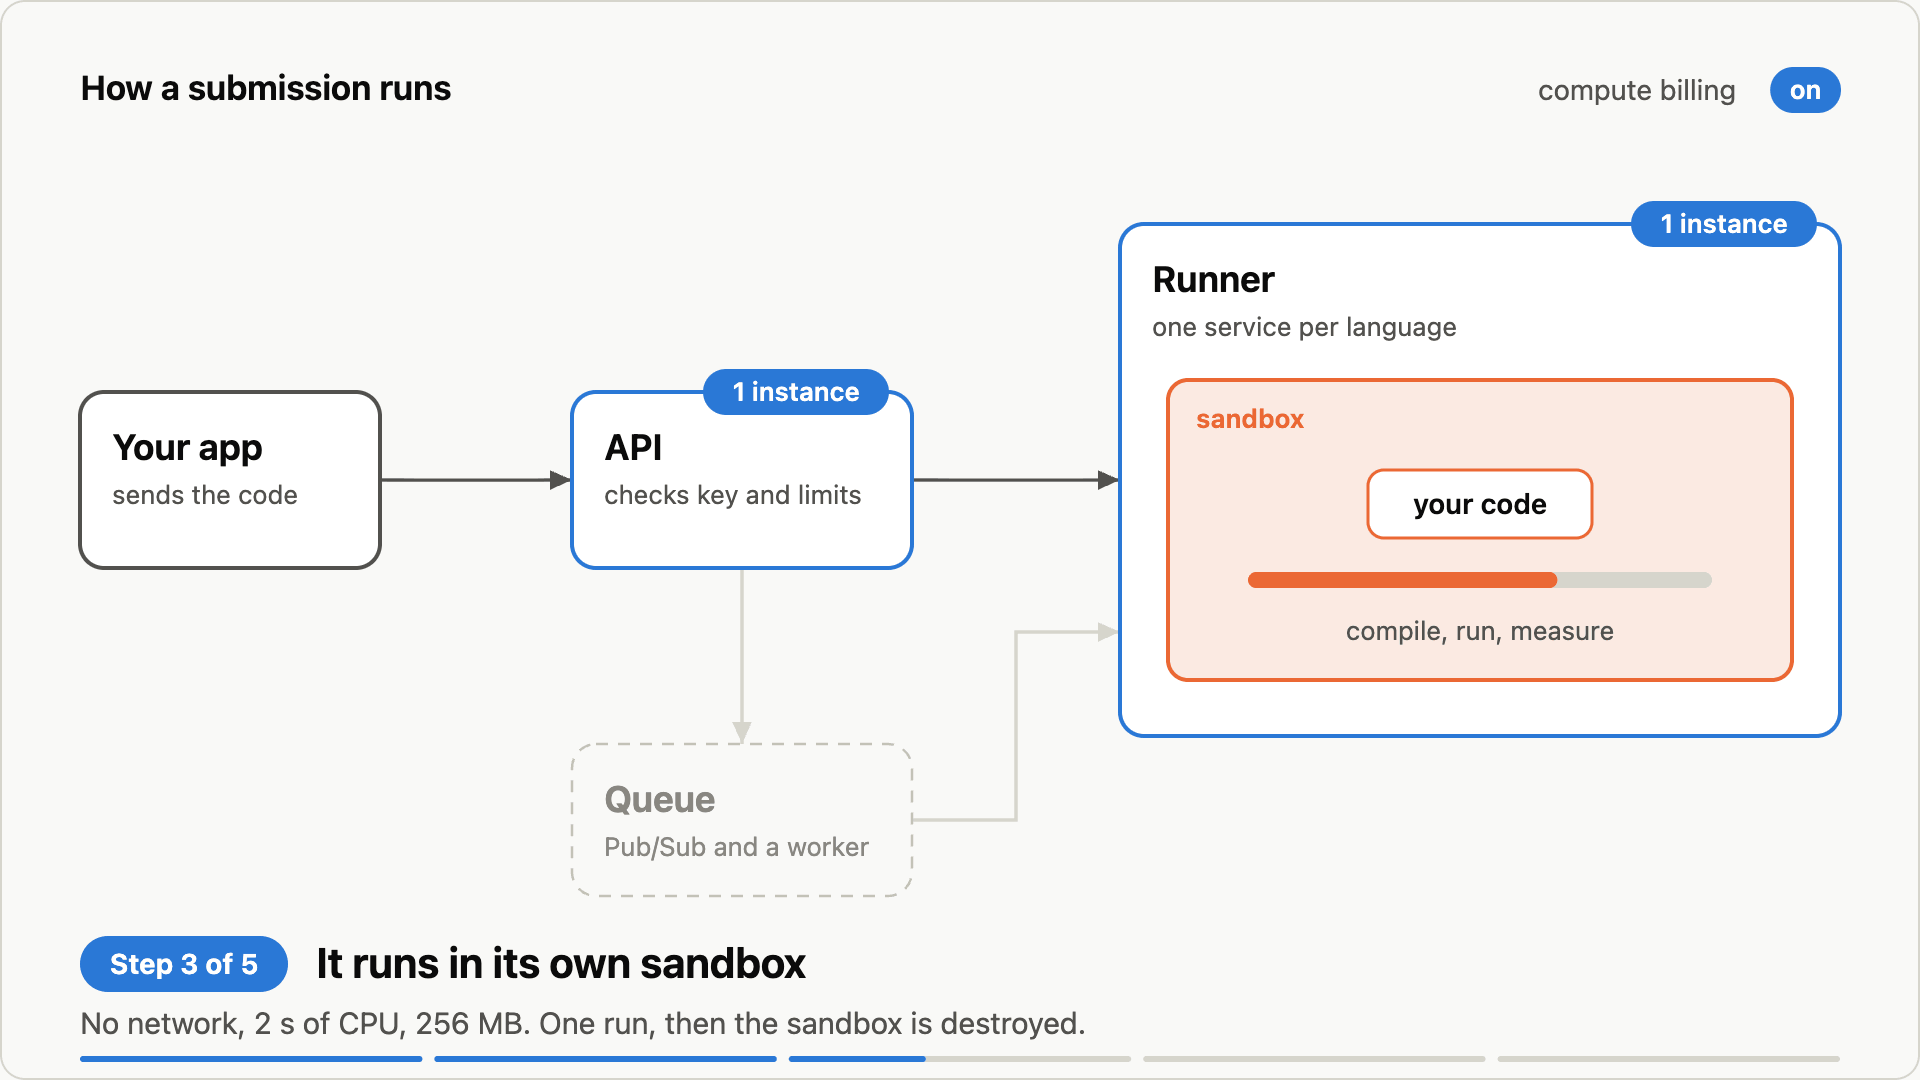 How a submission runs
compute billing
on
1 instance
Runner
one service per language
sandbox
your code
compile, run, measure
Your app
sends the code
1 instance
API
checks key and limits
Queue
Pub/Sub and a worker
Step 3 of 5
It runs in its own sandbox
No network, 2 s of CPU, 256 MB. One run, then the sandbox is destroyed.